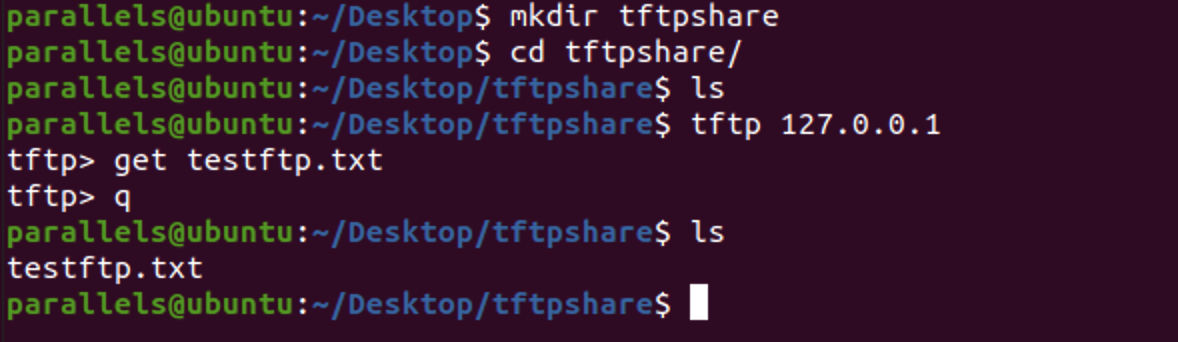 parallels@ubuntu:~/Desktop$ mkdir tftpshare
parallels@ubuntu:~/Desktop$ cd tftpshare/
parallels@ubuntu:~/Desktop/tftpshare$ ls
parallels@ubuntu:~/Desktop/tftpshare$ tftp 127.0.0.1
tftp> get testftp.txt
tftp> q
parallels@ubuntu:~/Desktop/tftpshare$ ls
testftp.txt
parallels@ubuntu:~/Desktop/tftpshare$